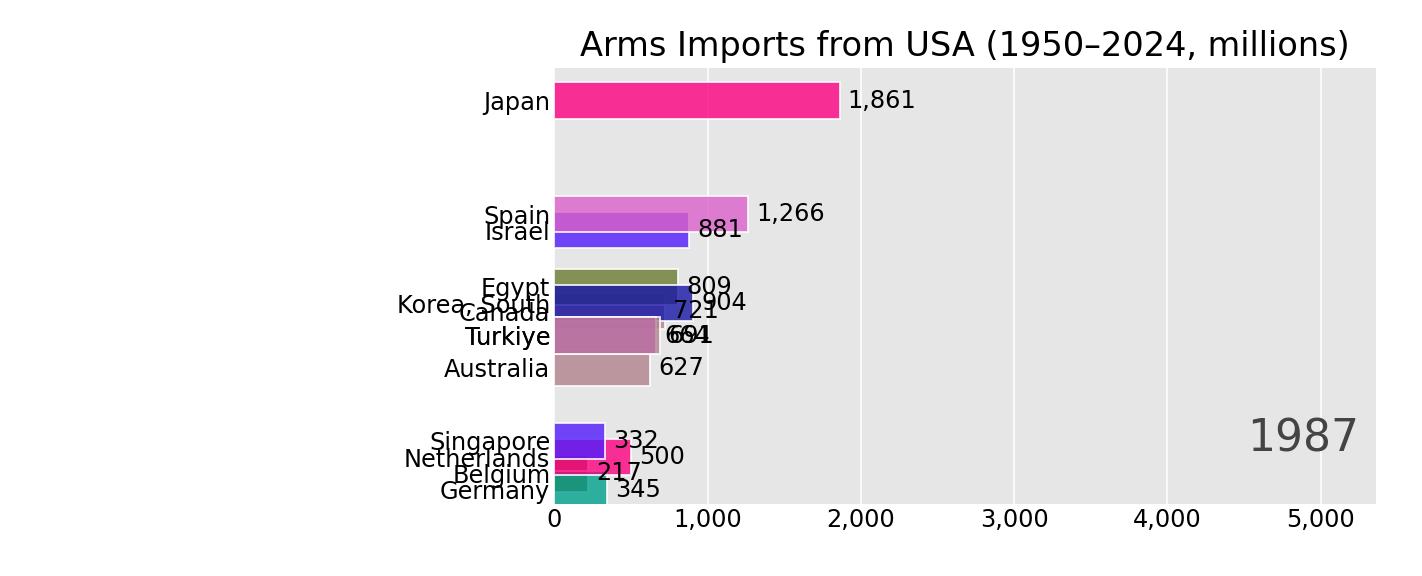 Arms Imports from USA (1950–2024, millions)
Japan 1,861
Spain 1,266
Israel 881
Egypt 809
Korea, South 904
Canada 721
Turkiye 691
Australia 627
Singapore 332
Netherlands 500
Belgium 217
Germany 345
1987
0 1,000 2,000 3,000 4,000 5,000